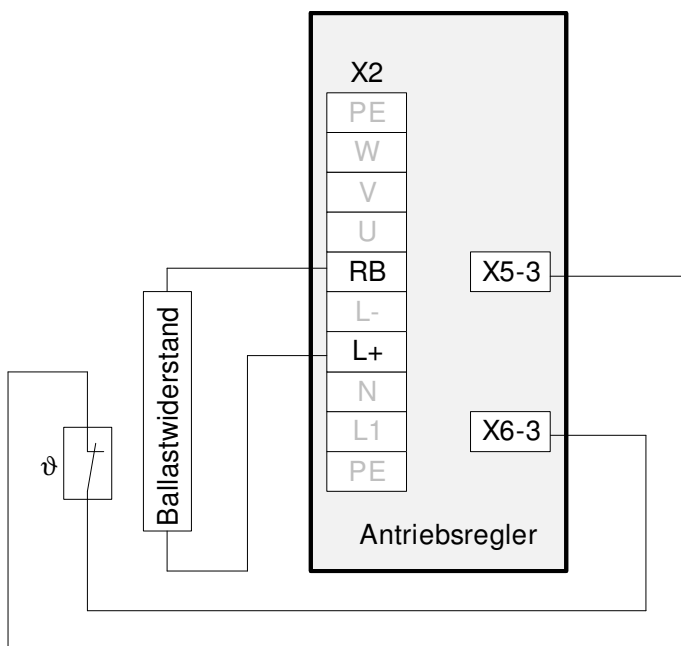 X2
PE
W
V
U
RB
L-
L+
N
L1
PE
X5-3
X6-3
Ballastwiderstand
ϑ
Antriebsregler